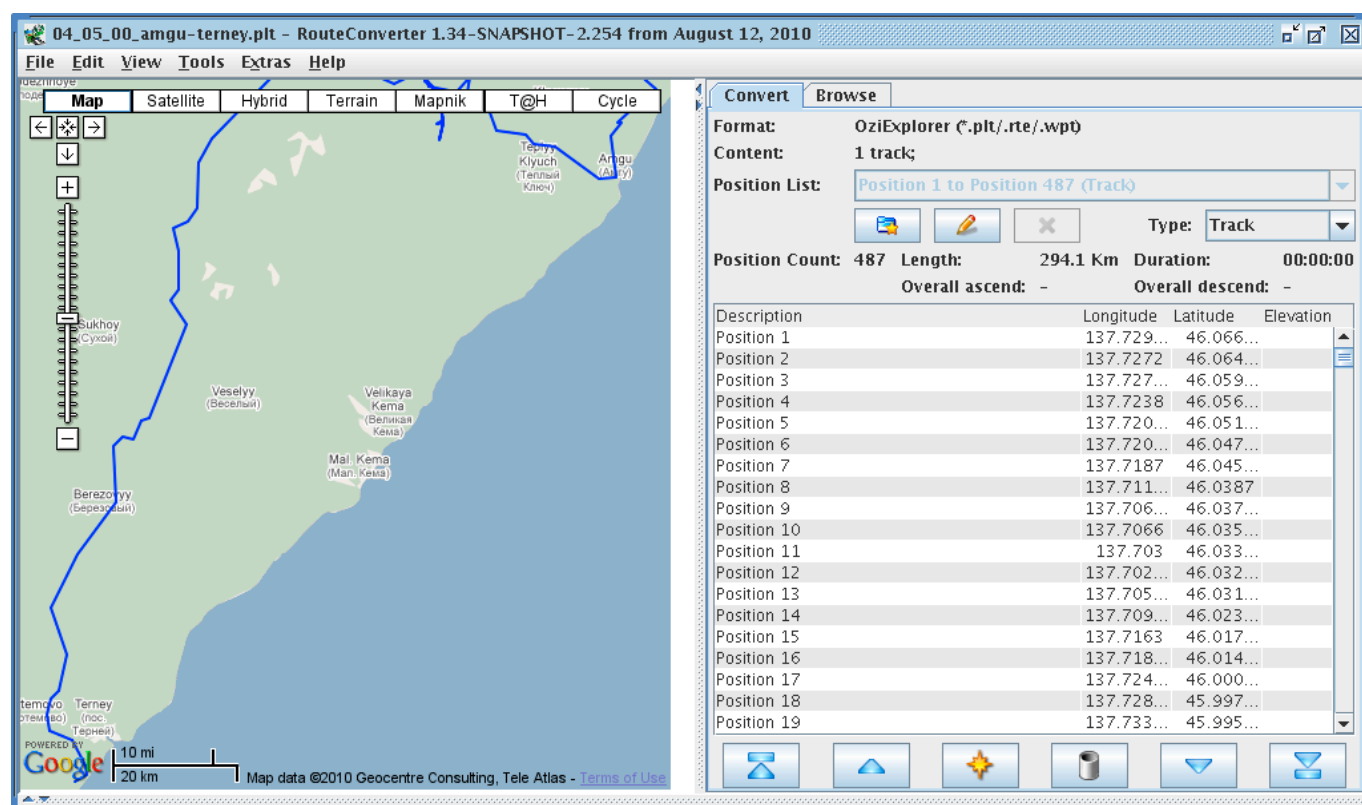 04_05_00_amgu-terney.plt - RouteConverter 1.34-SNAPSHOT-2.254 from August 12, 2010
File Edit View Tools Extras Help
Map Satellite Hybrid Terrain Mapnik T@H Cycle
Teplyy
Klyuch
(Теплый
Ключ)
Amgu
Sukhoy
(Сухой)
Veselyy
(Веселый)
Velikaya
Kema
(Великая
Кема)
Mal. Kema
(Мал. Кема)
Berezovyy
(Березовый)
Terney
(пос.
Терней)
POWERED BY
Google
10 mi
20 km
Map data ©2010 Geocentre Consulting, Tele Atlas - Terms of Use
Convert Browse
Format: OziExplorer (*.plt/.rte/.wpt)
Content: 1 track;
Position List: Position 1 to Position 487 (Track)
Type: Track
Position Count: 487 Length: 294.1 Km Duration: 00:00:00
Overall ascend: - Overall descend: -
Description Longitude Latitude Elevation
Position 1 137.729... 46.066...
Position 2 137.7272 46.064...
Position 3 137.727... 46.059...
Position 4 137.7238 46.056...
Position 5 137.720... 46.051...
Position 6 137.720... 46.047...
Position 7 137.7187 46.045...
Position 8 137.711... 46.0387
Position 9 137.706... 46.037...
Position 10 137.7066 46.035...
Position 11 137.703 46.033...
Position 12 137.702... 46.032...
Position 13 137.705... 46.031...
Position 14 137.709... 46.023...
Position 15 137.7163 46.017...
Position 16 137.718... 46.014...
Position 17 137.724... 46.000...
Position 18 137.728... 45.997...
Position 19 137.733... 45.995...